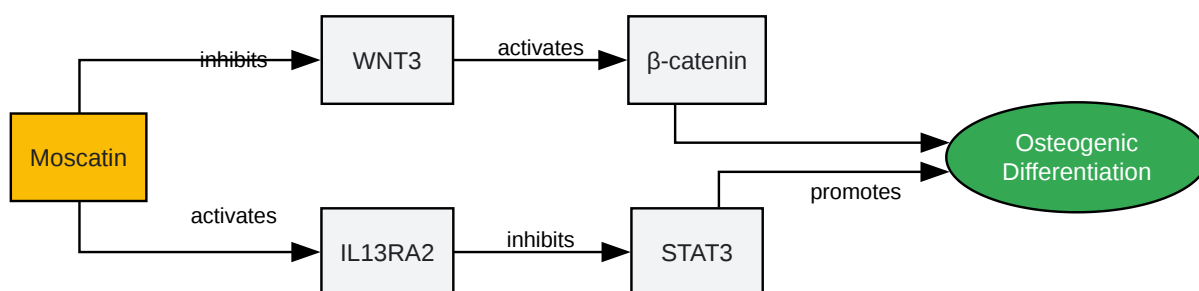 inhibits
WNT3
activates
β-catenin
Moscatin
Osteogenic
Differentiation
promotes
activates
IL13RA2
inhibits
STAT3